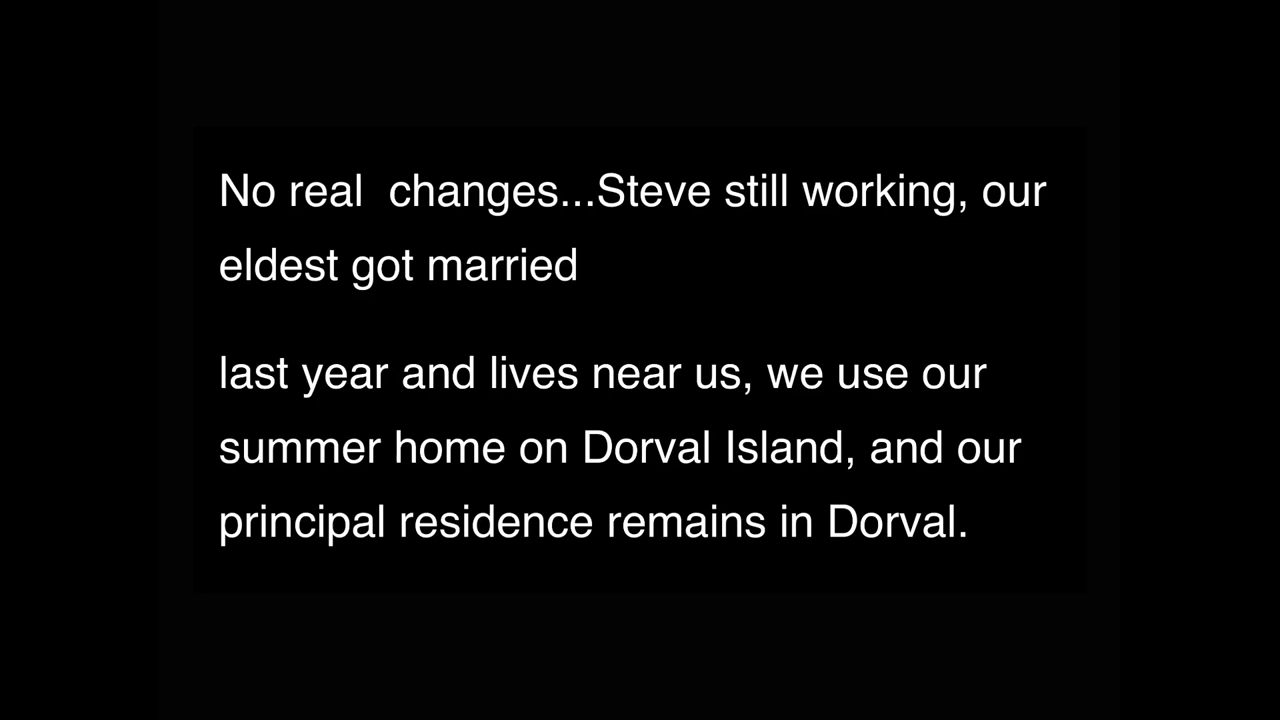 No real  changes...Steve still working, our
eldest got married
last year and lives near us, we use our
summer home on Dorval Island, and our
principal residence remains in Dorval.